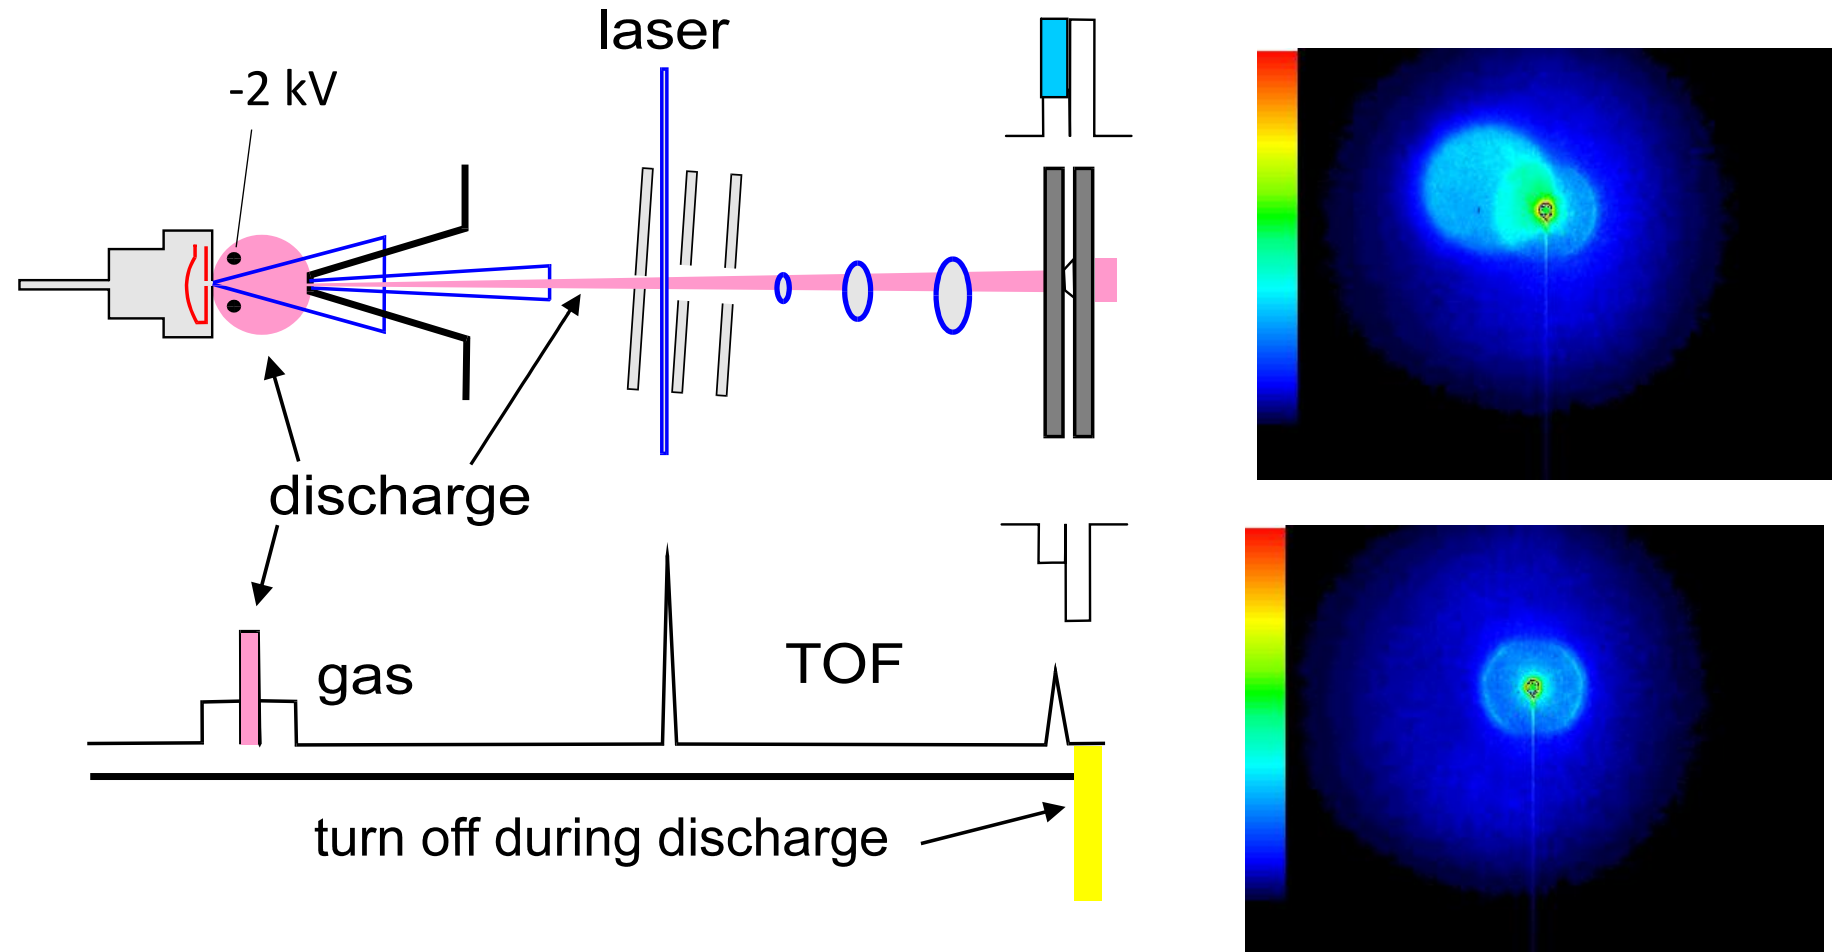 laser
-2 kV
discharge
gas
TOF
turn off during discharge